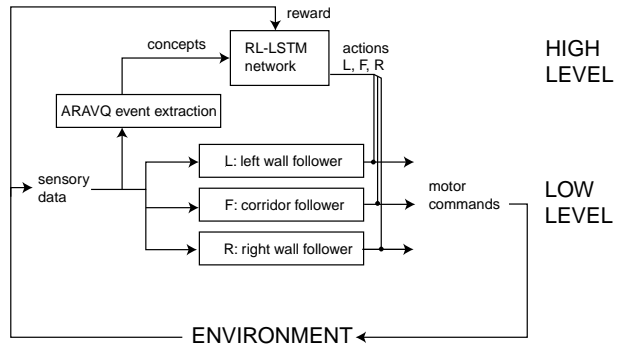 reward
concepts
RL-LSTM
network
actions
L, F, R
HIGH
LEVEL
ARAVQ event extraction
sensory
data
L: left wall follower
F: corridor follower
R: right wall follower
motor
commands
LOW
LEVEL
ENVIRONMENT